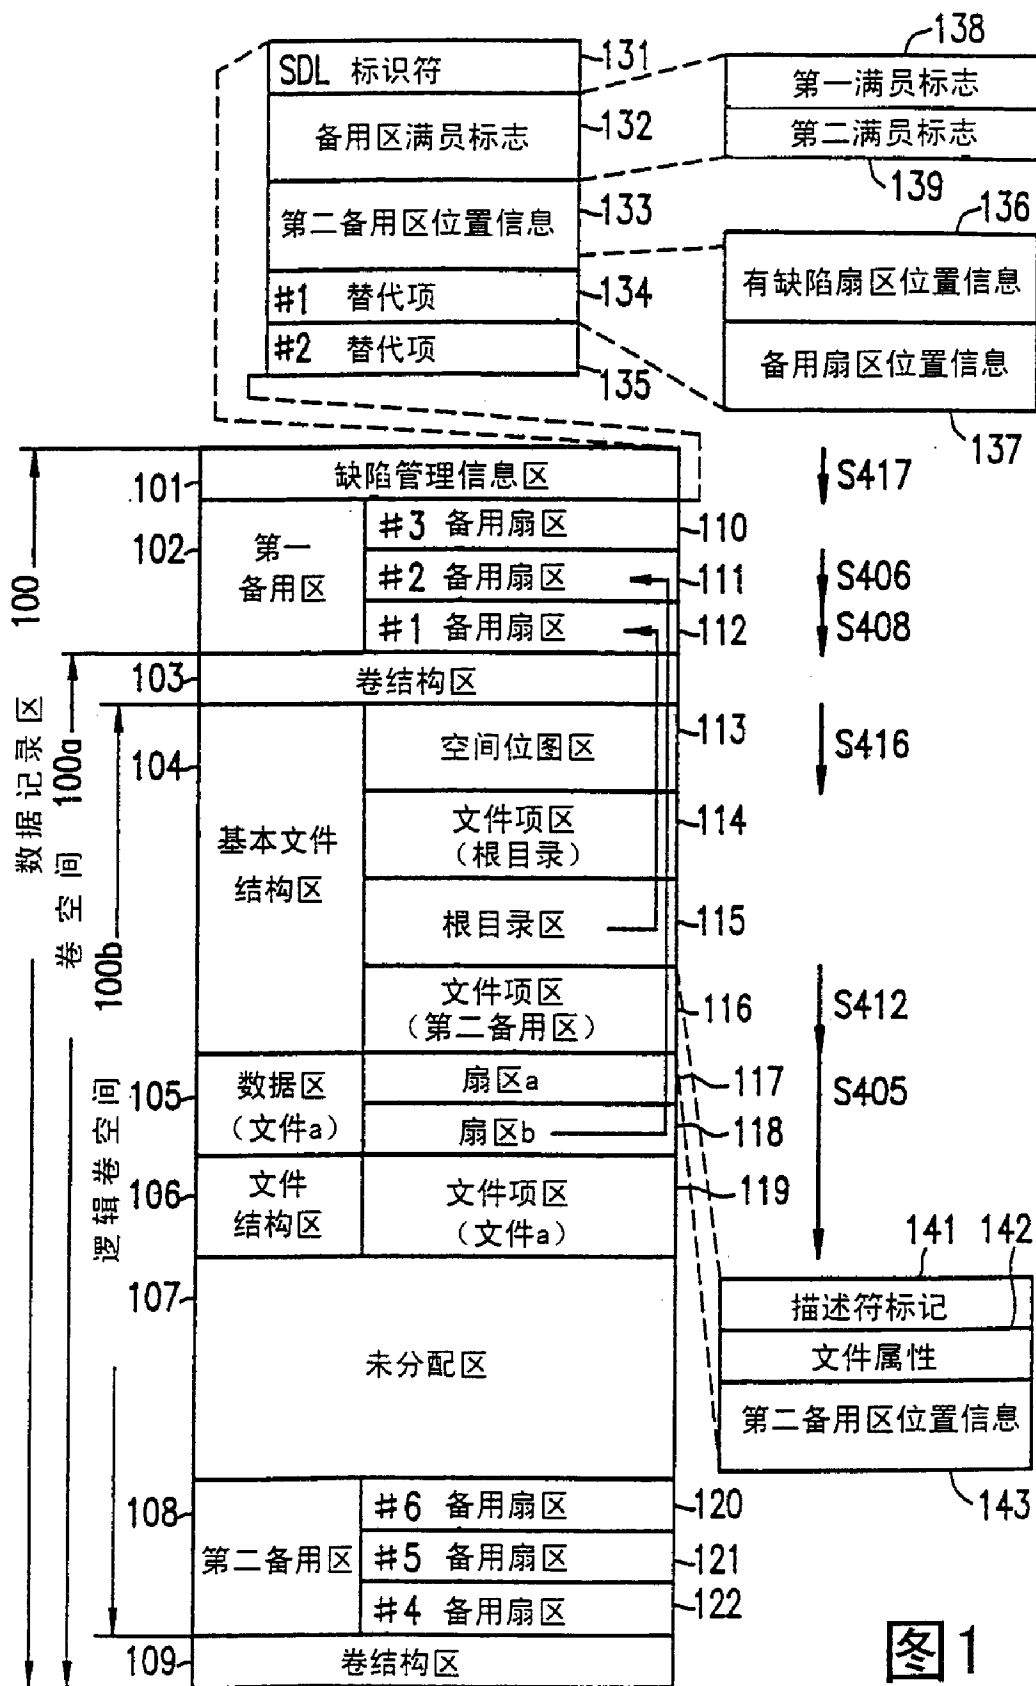 SDL 标识符
131
备用区满员标志
132
第二备用区位置信息
133
#1 替代项
134
#2 替代项
135
138
第一满员标志
第二满员标志
139
136
有缺陷扇区位置信息
备用扇区位置信息
137
100
数据记录区
100a
卷空间
100b
逻辑卷空间
101
缺陷管理信息区
S417
102
第一
备用区
#3 备用扇区
110
#2 备用扇区
111
S406
#1 备用扇区
112
S408
103
卷结构区
104
基本文件
结构区
空间位图区
113
S416
文件项区
(根目录)
114
根目录区
115
文件项区
(第二备用区)
116
S412
105
数据区
(文件a)
扇区a
117
S405
扇区b
118
106
文件
结构区
文件项区
(文件a)
119
107
未分配区
141
142
描述符标记
文件属性
第二备用区位置信息
143
108
第二备用区
#6 备用扇区
120
#5 备用扇区
121
#4 备用扇区
122
109
卷结构区
图1